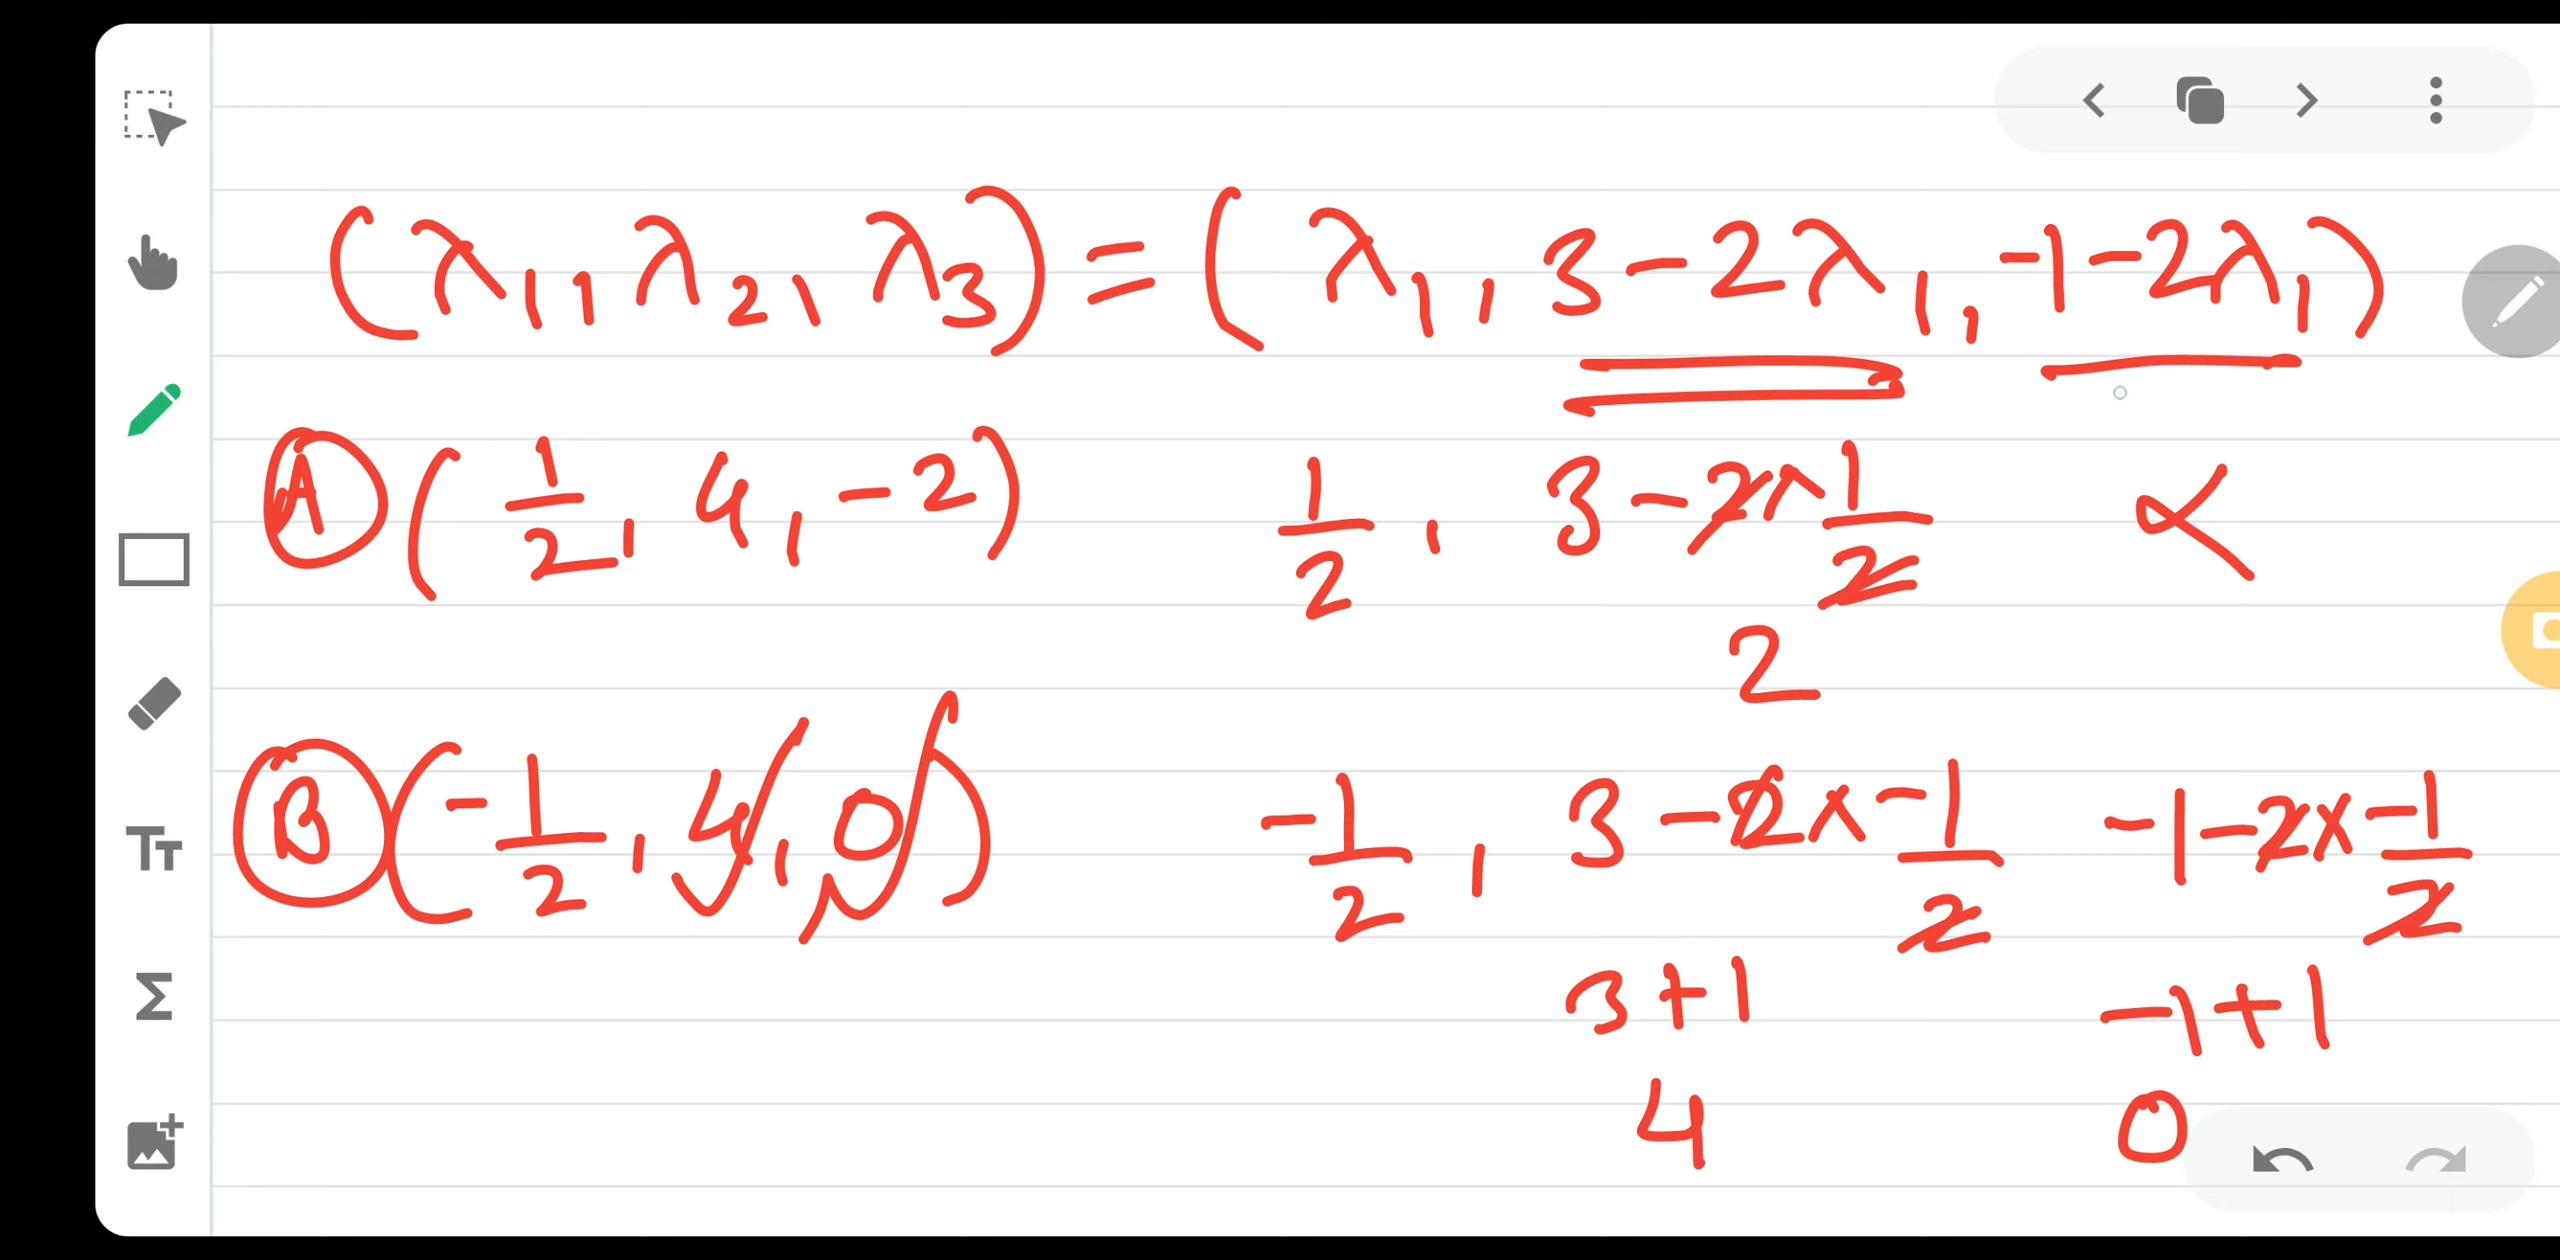 (λ₁, λ₂, λ₃) = (λ₁, 3-2λ₁, -1-2λ₁)
Ⓐ (1/2, 4, -2) 1/2, 3-2×1/2
2
Ⓑ (-1/2, 4, 0) -1/2, 3-2×-1/2 -1-2×-1/2
3+1 -1+1
4 0